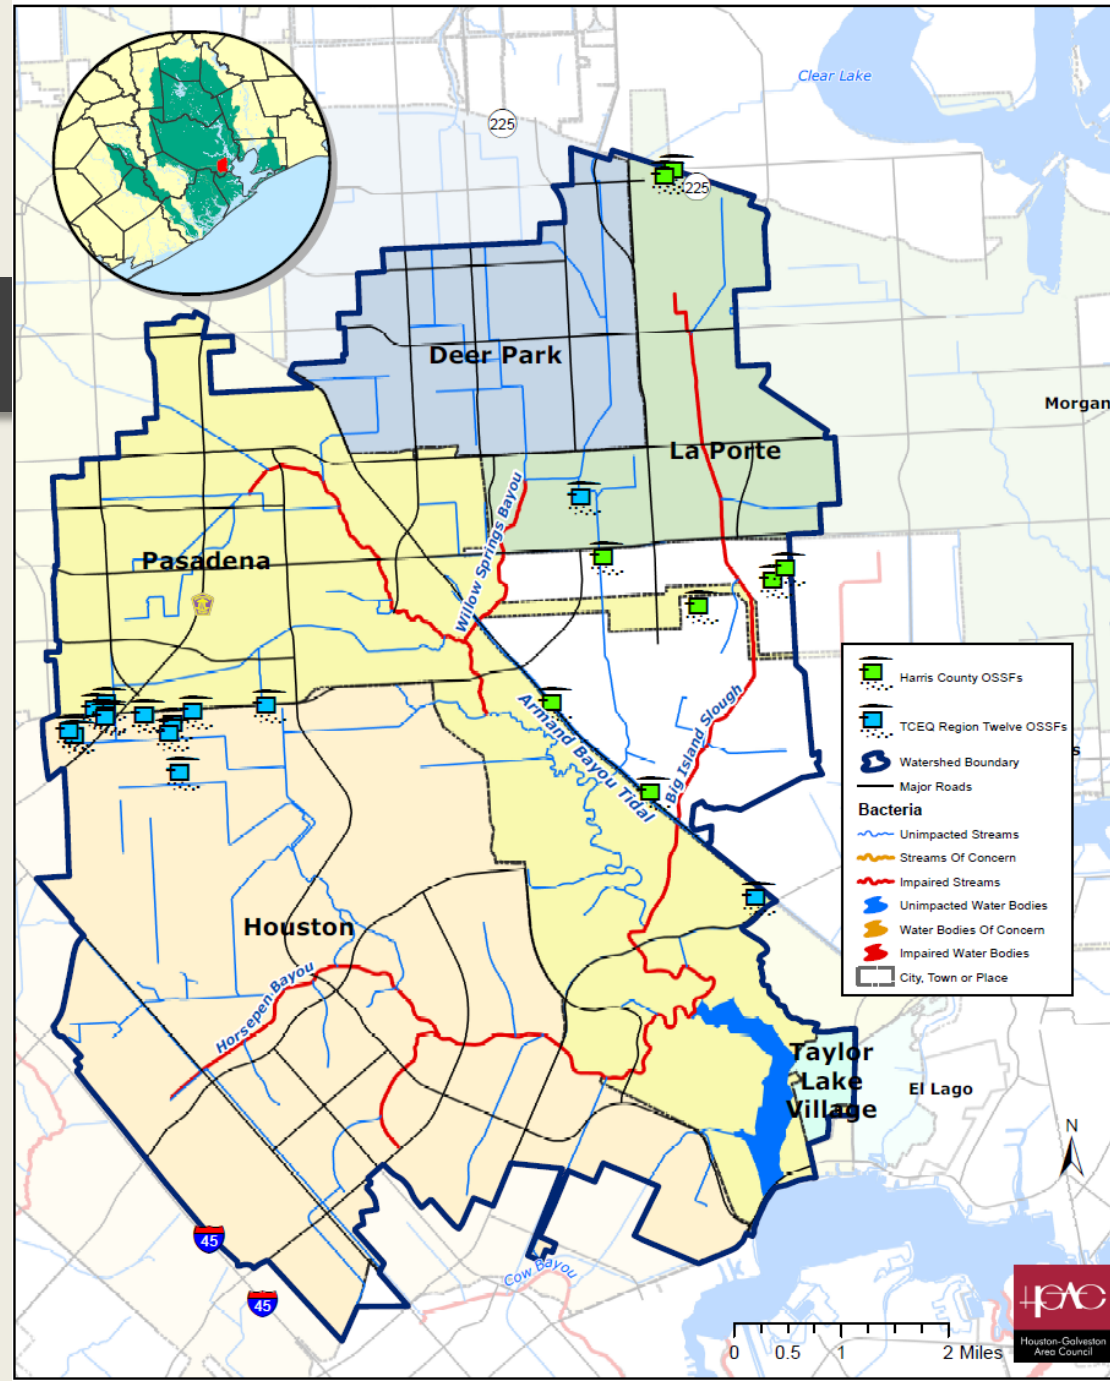 Clear Lake
225
225
Deer Park
Morgan
La Porte
Willow Springs Bayou
Pasadena
Armand Bayou Tidal
Big Island Slough
Harris County OSSFs
TCEQ Region Twelve OSSFs
s
Watershed Boundary
Major Roads
Bacteria
Unimpacted Streams
Streams Of Concern
Impaired Streams
Unimpacted Water Bodies
Water Bodies Of Concern
Impaired Water Bodies
City, Town or Place
Houston
Horsepen Bayou
Taylor
Lake
Village
El Lago
N
45
45
Cow Bayou
lk
0 0.5 1 2 Miles
HGAC
Houston-Galveston
Area Council